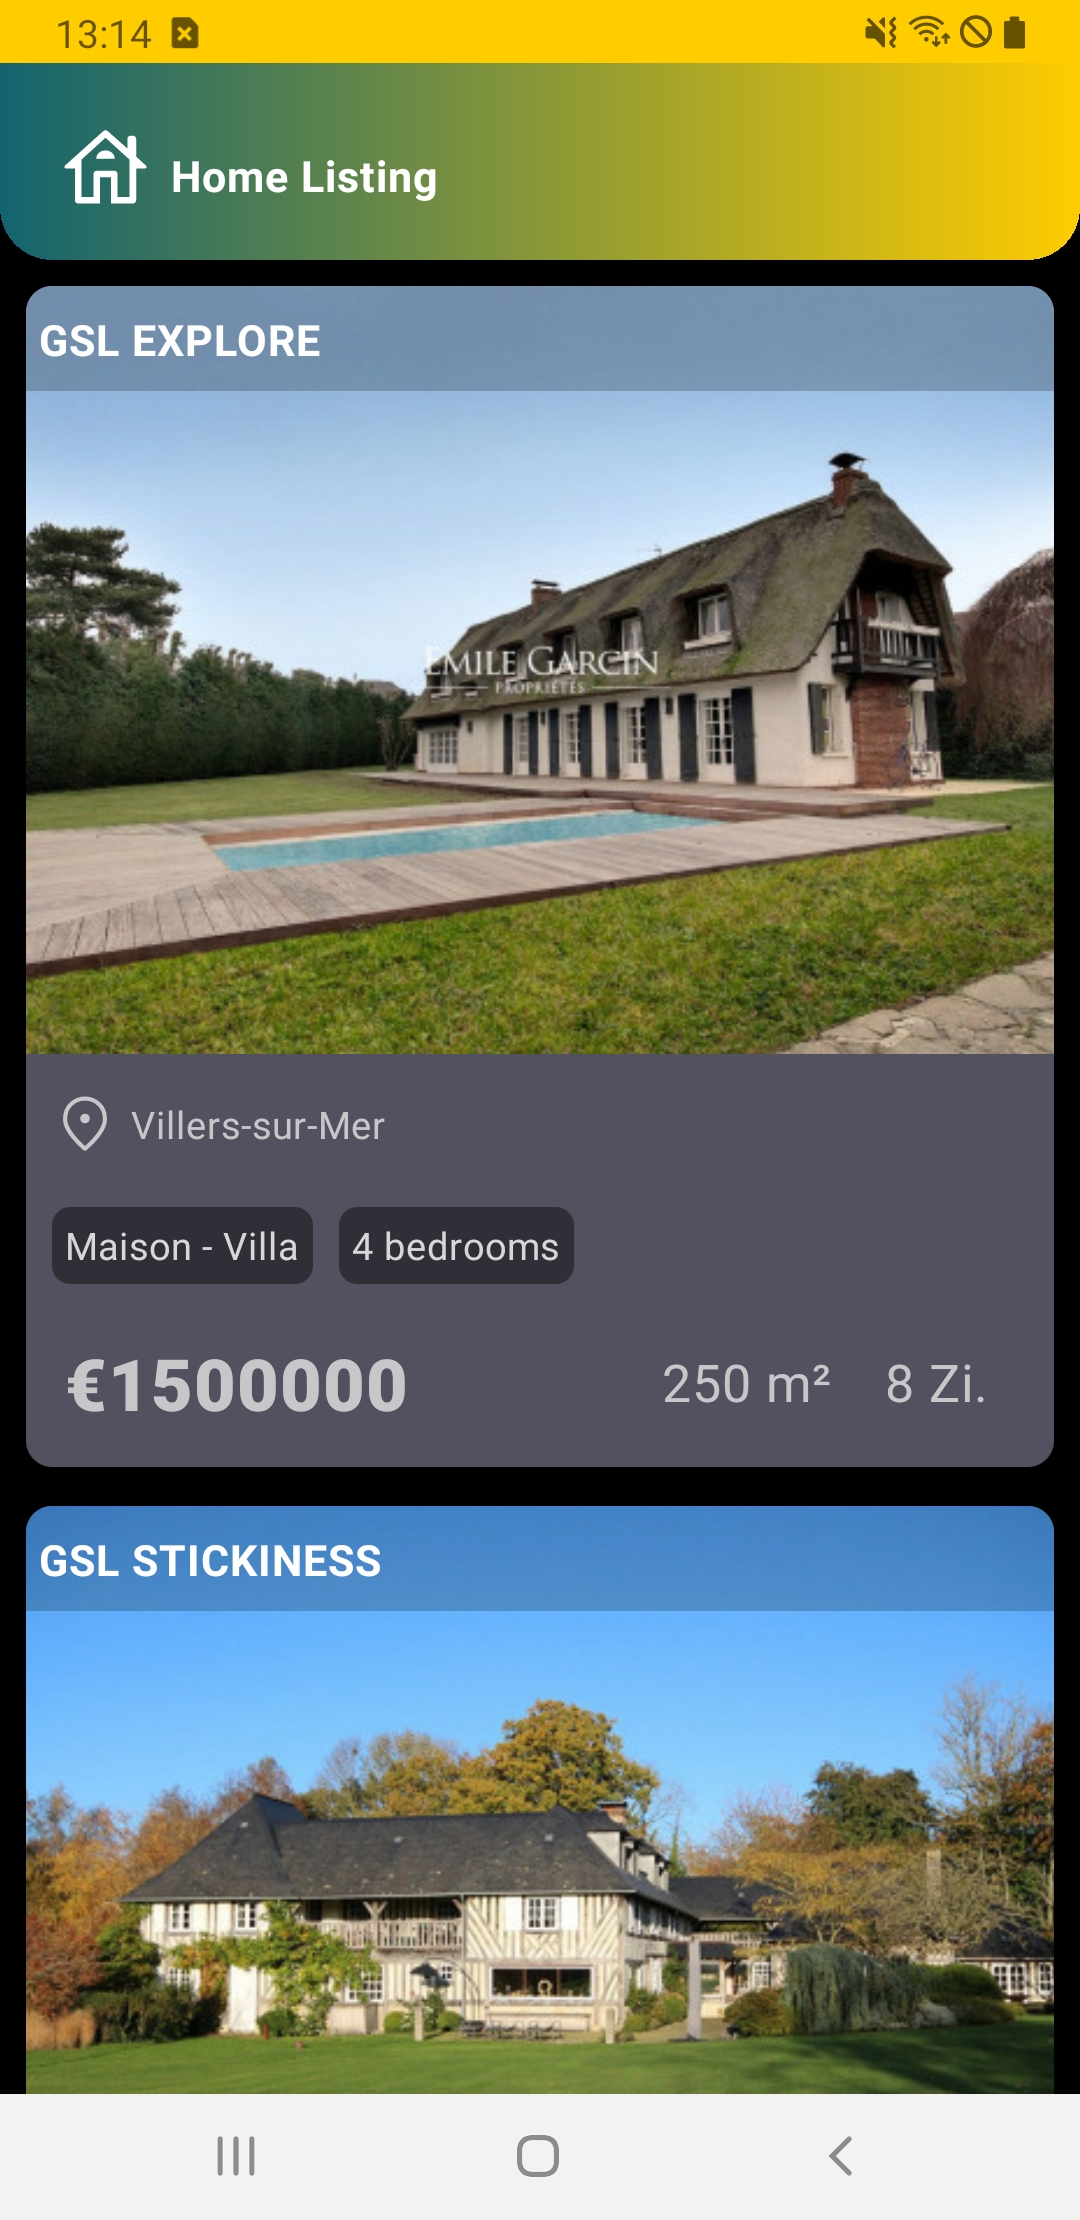 13:14
Home Listing
GSL EXPLORE
EMILE GARCIN
PROPRIÉTÉS
Villers-sur-Mer
Maison - Villa 4 bedrooms
€1500000 250 m² 8 Zi.
GSL STICKINESS